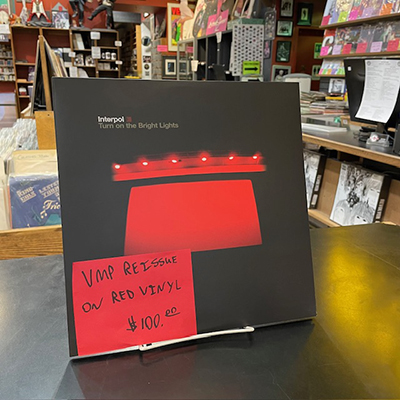 Interpol
Turn on the Bright Lights
VMP REISSUE
ON RED VINYL
$100.00